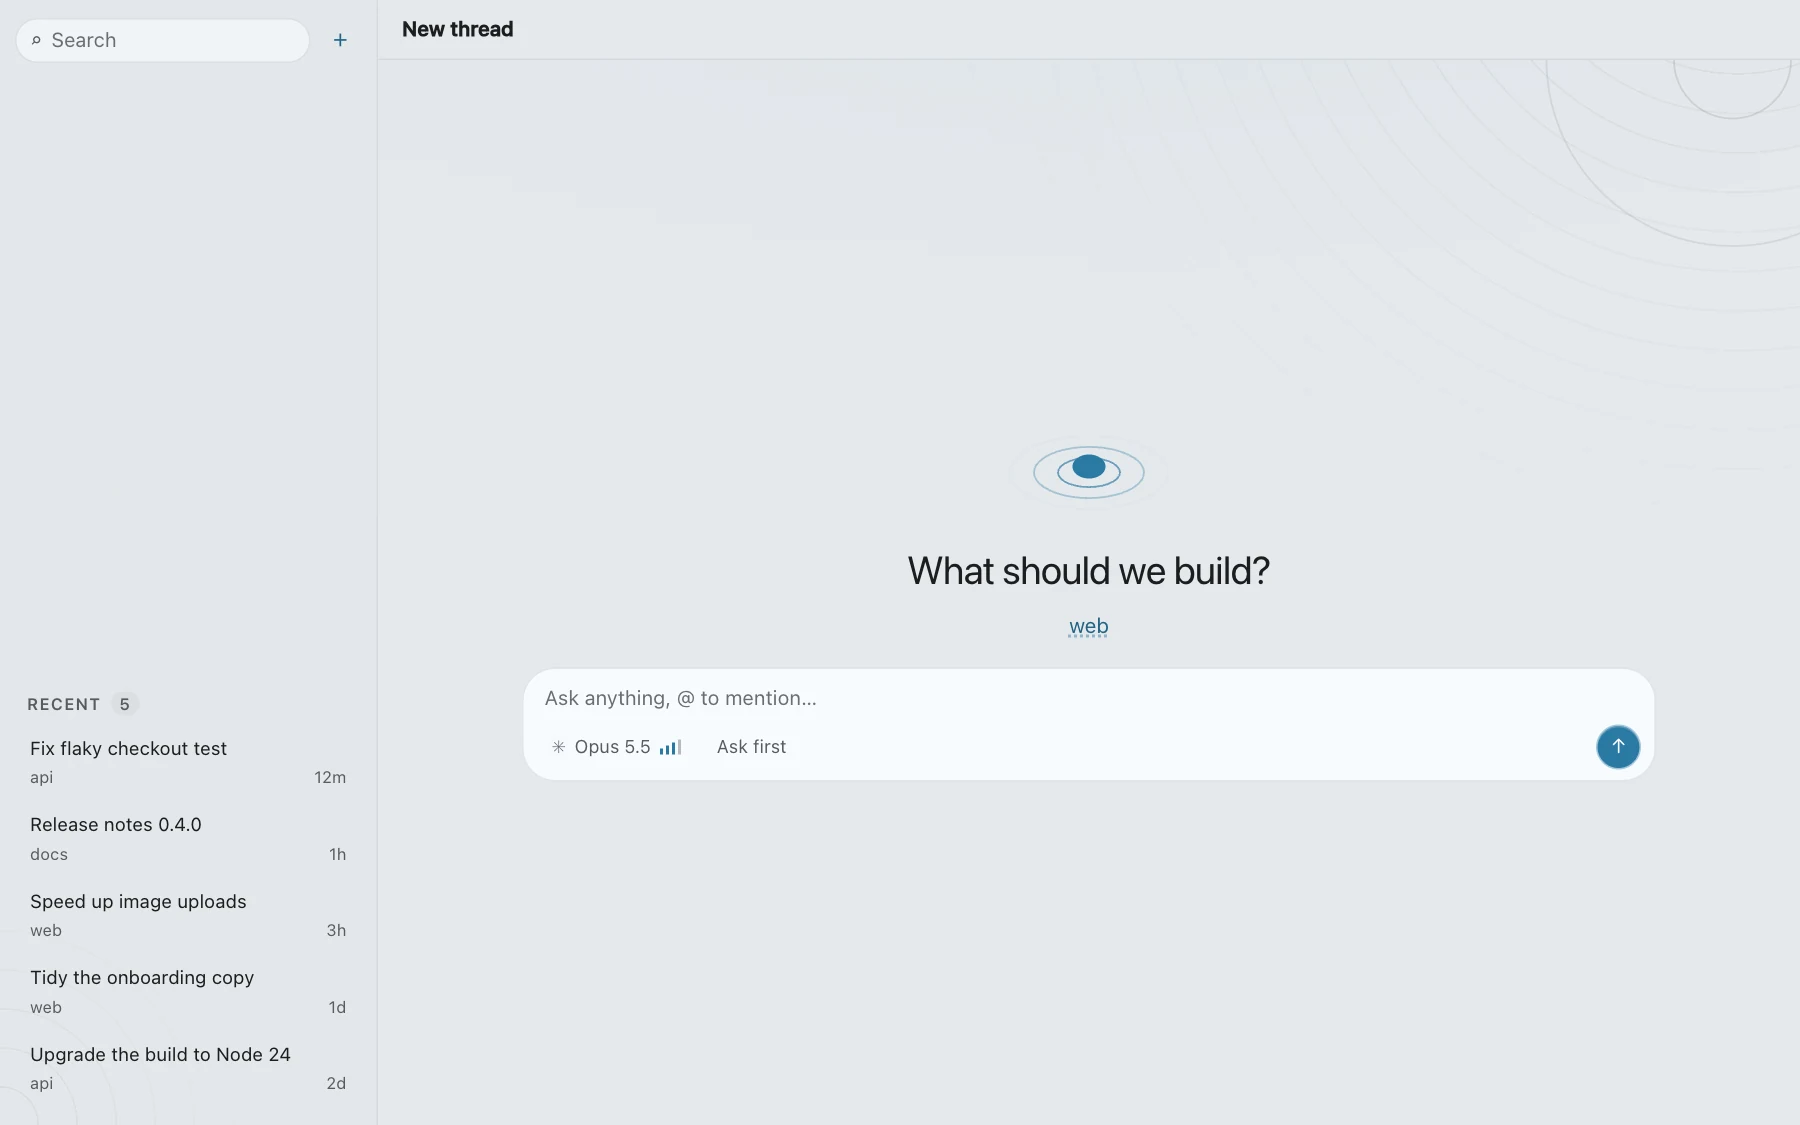 Search
+
New thread
What should we build?
web
Ask anything, @ to mention...
Opus 5.5
Ask first
RECENT 5
Fix flaky checkout test
api 12m
Release notes 0.4.0
docs 1h
Speed up image uploads
web 3h
Tidy the onboarding copy
web 1d
Upgrade the build to Node 24
api 2d